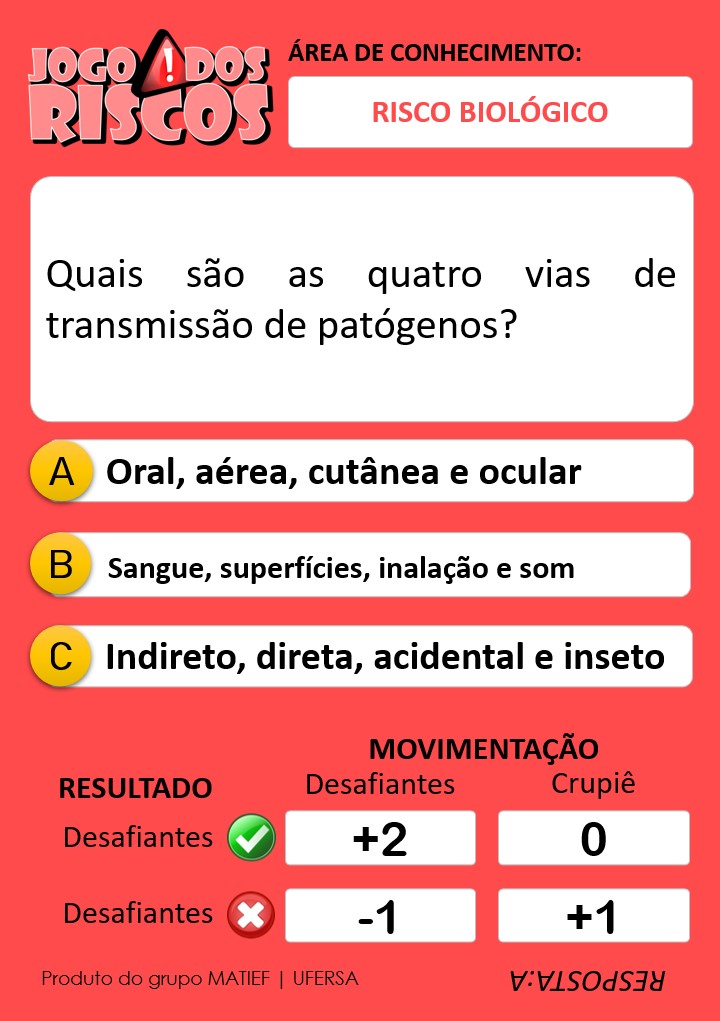 JOGO ! DOS
RISCOS
ÁREA DE CONHECIMENTO:
RISCO BIOLÓGICO
Quais são as quatro vias de
transmissão de patógenos?
A Oral, aérea, cutânea e ocular
B Sangue, superfícies, inalação e som
C Indireto, direta, acidental e inseto
MOVIMENTAÇÃO
RESULTADO Desafiantes Crupiê
Desafiantes +2 0
Desafiantes -1 +1
Produto do grupo MATIEF | UFERSA
RESPOSTA:A